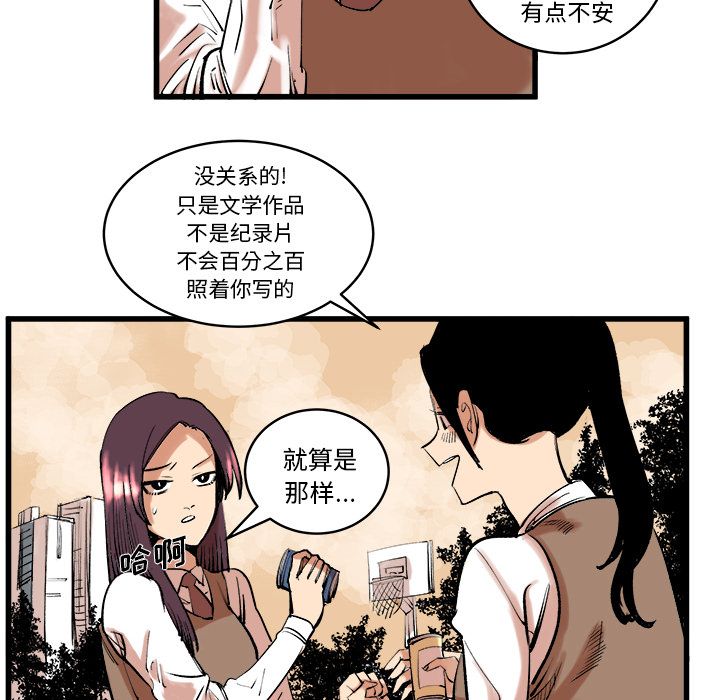 有点不安
没关系的!
只是文学作品
不是纪录片
不会百分之百
照着你写的
就算是
那样...
哈啊